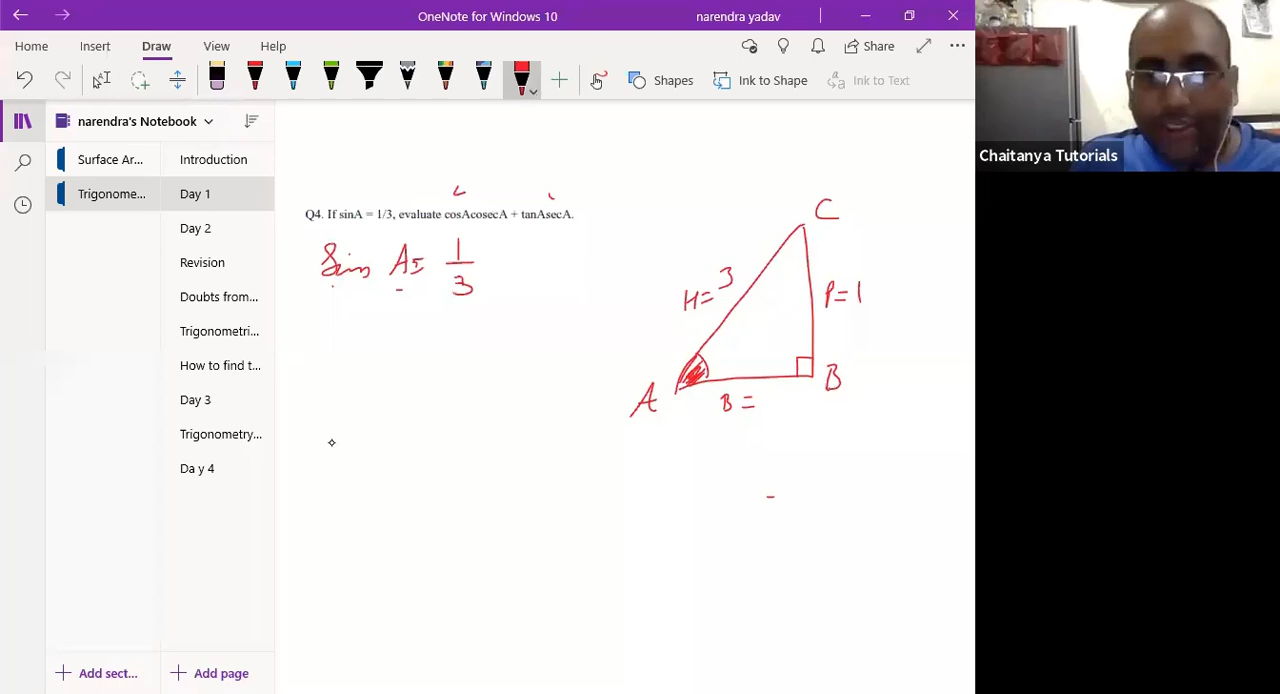 OneNote for Windows 10
narendra yadav
Home Insert Draw View Help
Share
Shapes
Ink to Shape
Ink to Text
narendra's Notebook
Surface Ar...
Trigonome...
Introduction
Day 1
Day 2
Revision
Doubts from...
Trigonometri...
How to find t...
Day 3
Trigonometry...
Da y 4
Add sect...
Add page
Q4. If sinA = 1/3, evaluate cosAcosecA + tanAsecA.
Sin A = 1/3
C
H = 3
P = 1
A
B
B =
Chaitanya Tutorials